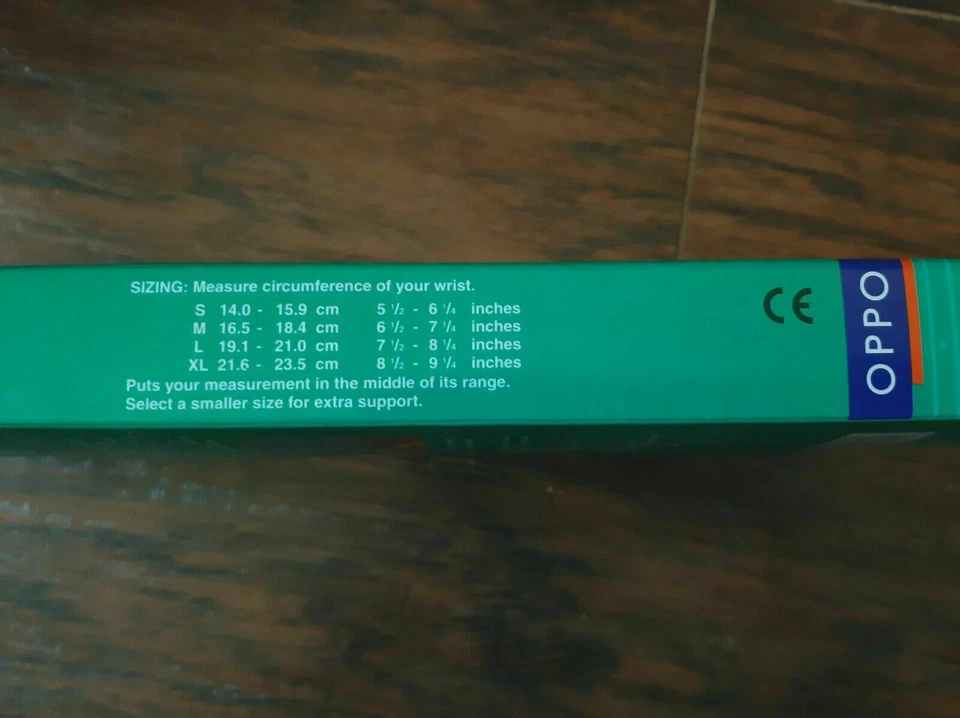 SIZING: Measure circumference of your wrist.
S 14.0 - 15.9 cm 5 1/2 - 6 1/4 inches
M 16.5 - 18.4 cm 6 1/2 - 7 1/4 inches
L 19.1 - 21.0 cm 7 1/2 - 8 1/4 inches
XL 21.6 - 23.5 cm 8 1/2 - 9 1/4 inches
Puts your measurement in the middle of its range.
Select a smaller size for extra support.
CE
OPPO